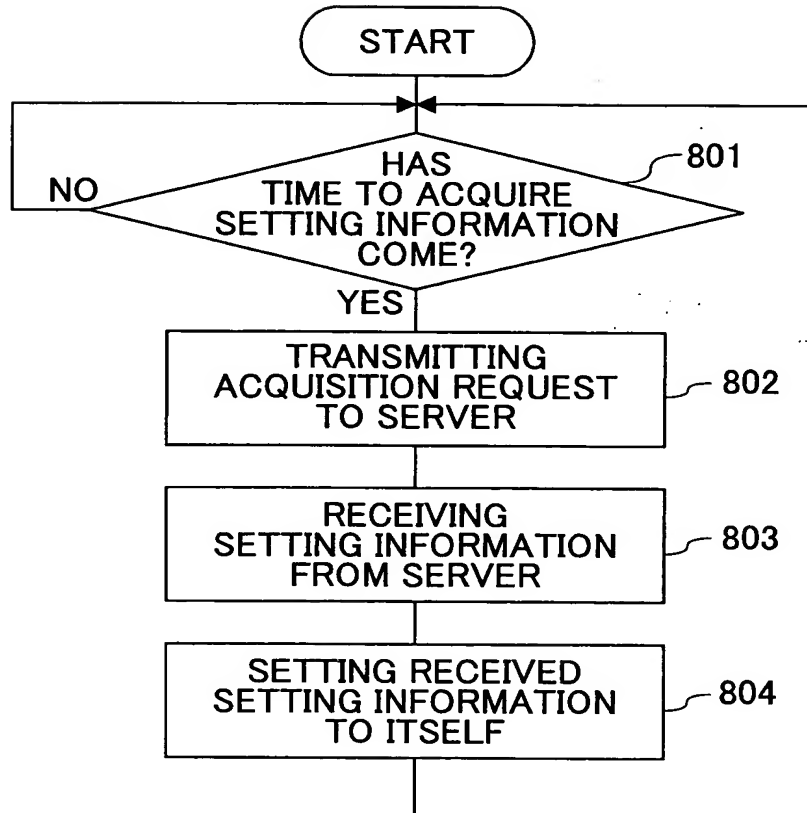 START
HAS
TIME TO ACQUIRE
SETTING INFORMATION
COME?
801
NO
YES
TRANSMITTING
ACQUISITION REQUEST
TO SERVER
802
RECEIVING
SETTING INFORMATION
FROM SERVER
803
SETTING RECEIVED
SETTING INFORMATION
TO ITSELF
804